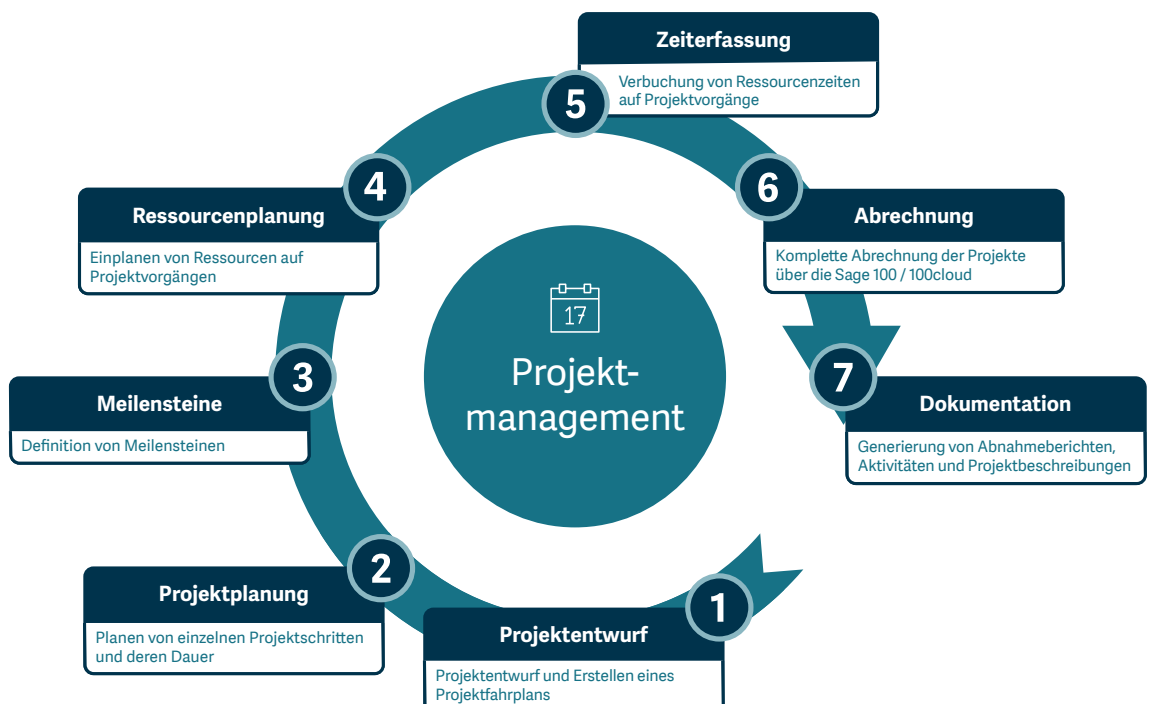 Zeiterfassung
Verbuchung von Ressourcenzeiten
auf Projektvorgänge
5
4
6
Ressourcenplanung
Einplanen von Ressourcen auf
Projektvorgängen
Abrechnung
Komplette Abrechnung der Projekte
über die Sage 100 / 100cloud
17
Projekt-
management
3
7
Meilensteine
Definition von Meilensteinen
Dokumentation
Generierung von Abnahmeberichten,
Aktivitäten und Projektbeschreibungen
2
Projektplanung
Planen von einzelnen Projektschritten
und deren Dauer
1
Projektentwurf
Projektentwurf und Erstellen eines
Projektfahrplans